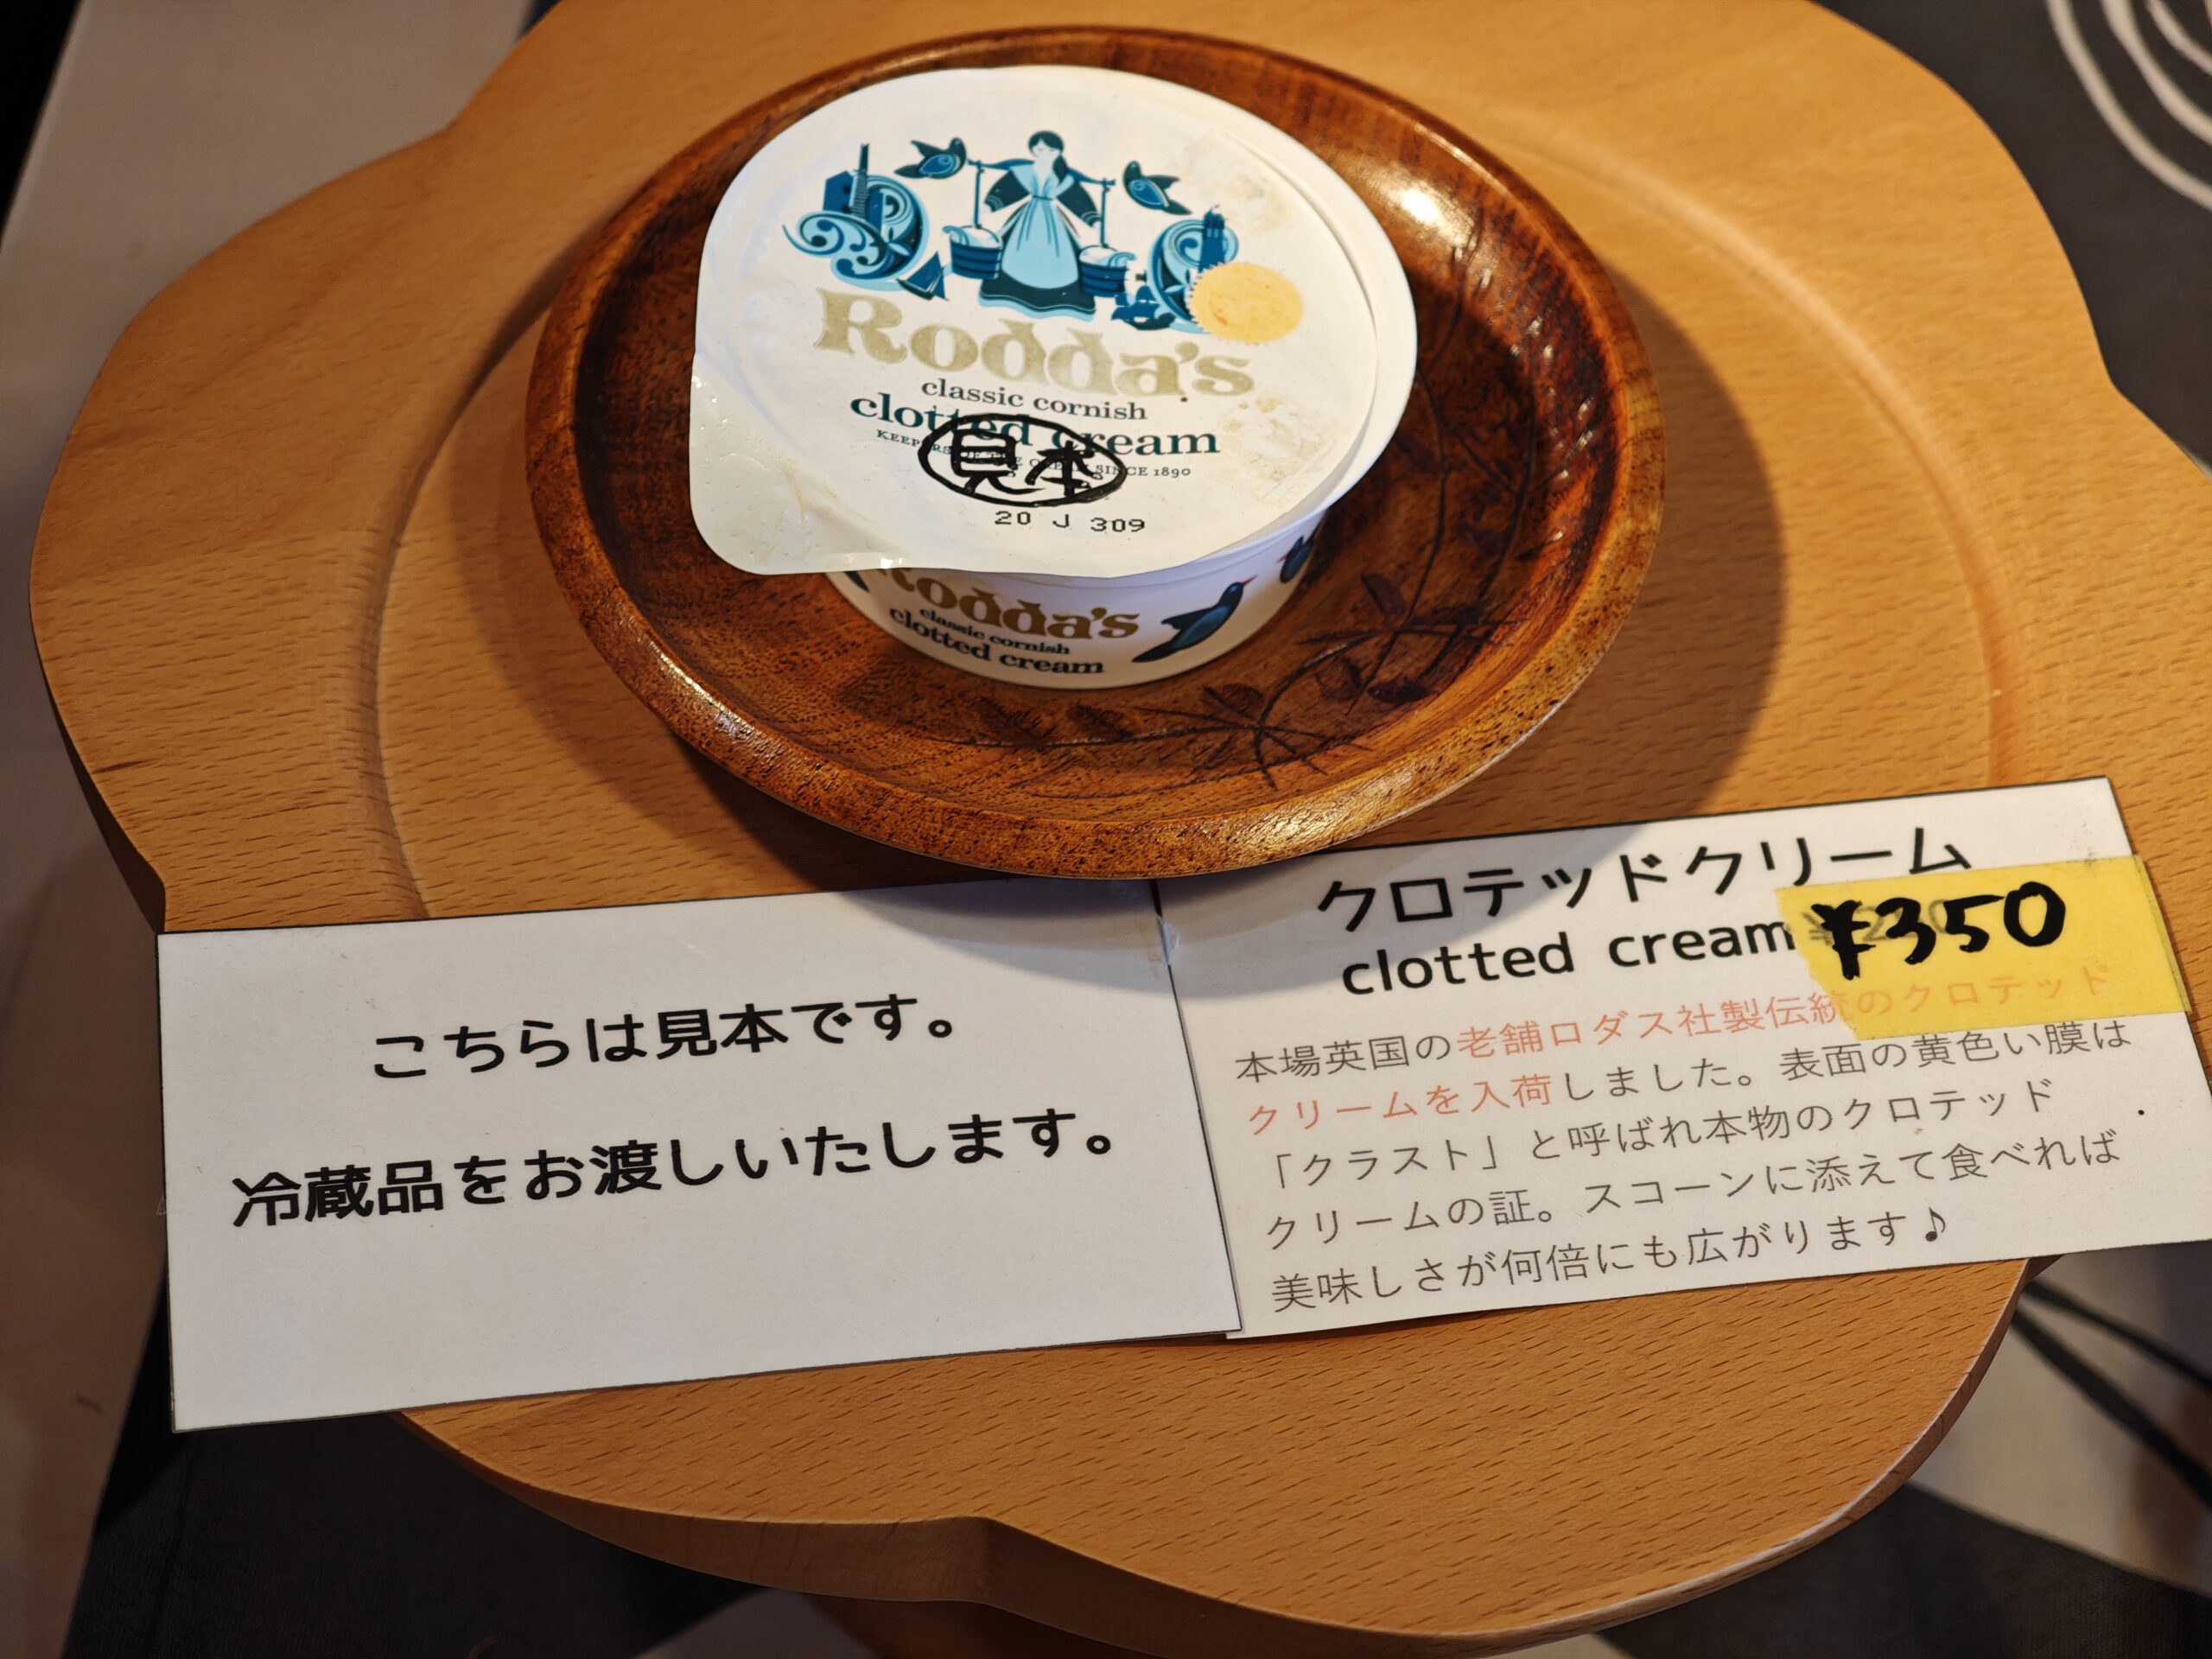 Rodda's
classic cornish
clotted cream
SINCE 1890
見本
20 J 309
Rodda's
classic cornish
clotted cream
こちらは見本です。
冷蔵品をお渡しいたします。
クロテッドクリーム
clotted cream ¥350
本場英国の老舗ロダス社製伝統のクロテッド
クリームを入荷しました。表面の黄色い膜は
「クラスト」と呼ばれ本物のクロテッド
クリームの証。スコーンに添えて食べれば
美味しさが何倍にも広がります♪